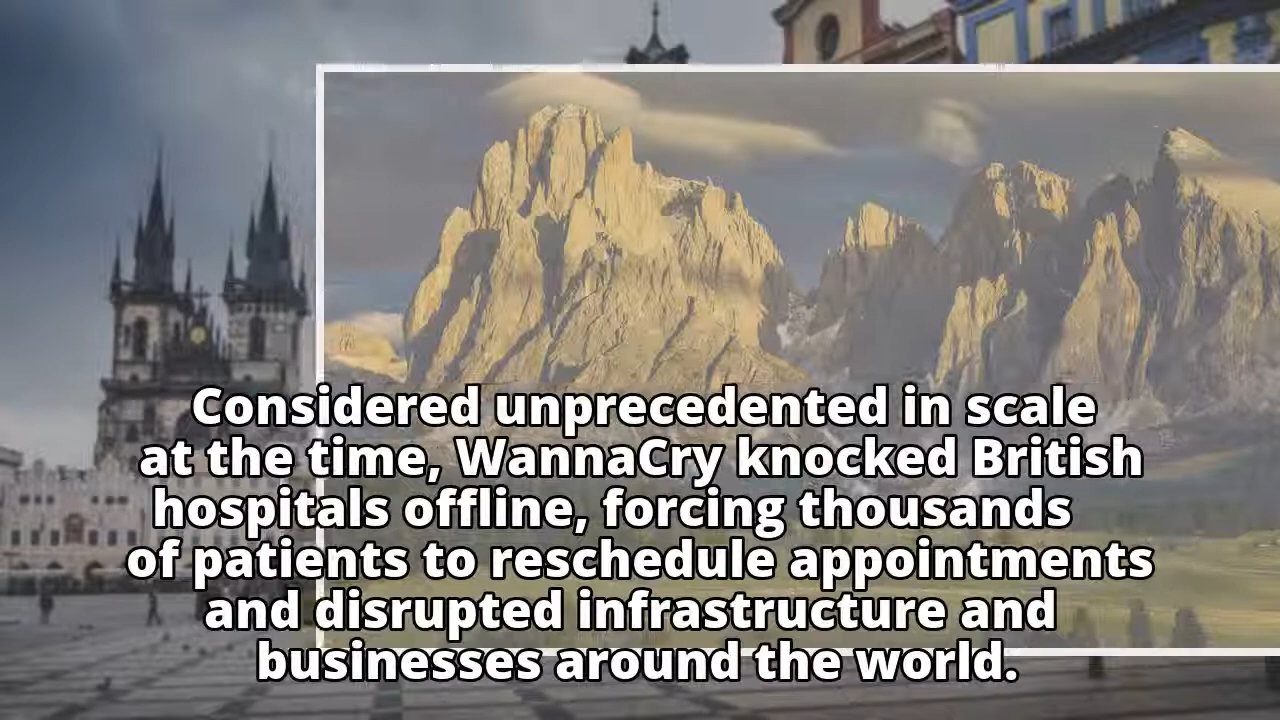 Considered unprecedented in scale
at the time, WannaCry knocked British
hospitals offline, forcing thousands
of patients to reschedule appointments
and disrupted infrastructure and
businesses around the world.